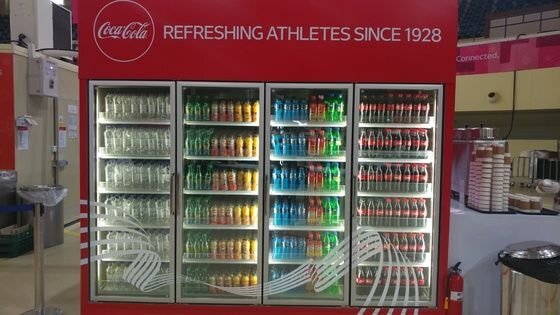 Coca-Cola
REFRESHING ATHLETES SINCE 1928
Connected.